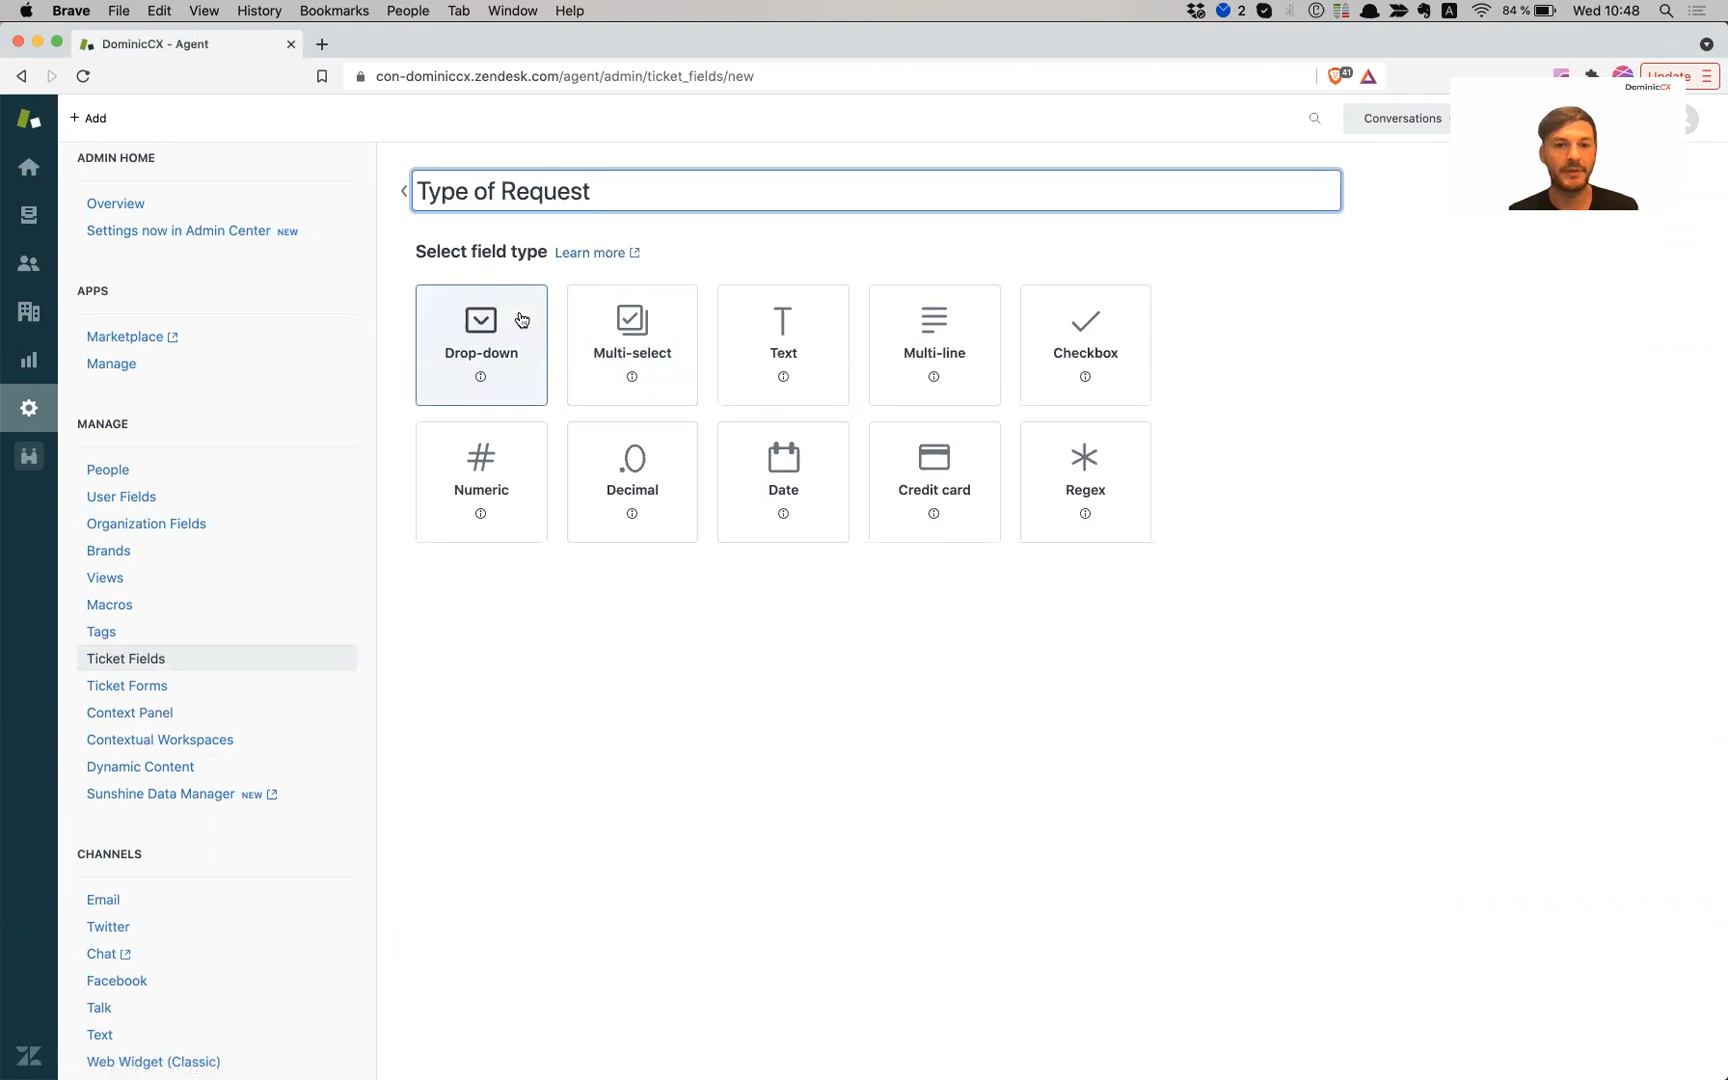 Brave File Edit View History Bookmarks People Tab Window Help
2
A
84 %
Wed 10:48
DominicCX - Agent
con-dominiccx.zendesk.com/agent/admin/ticket_fields/new
41
Update
DominicCX
+ Add
Conversations
ADMIN HOME
Overview
Settings now in Admin Center NEW
APPS
Marketplace
Manage
MANAGE
People
User Fields
Organization Fields
Brands
Views
Macros
Tags
Ticket Fields
Ticket Forms
Context Panel
Contextual Workspaces
Dynamic Content
Sunshine Data Manager NEW
CHANNELS
Email
Twitter
Chat
Facebook
Talk
Text
Web Widget (Classic)
Type of Request
Select field type Learn more
Drop-down
Multi-select
Text
Multi-line
Checkbox
Numeric
Decimal
Date
Credit card
Regex